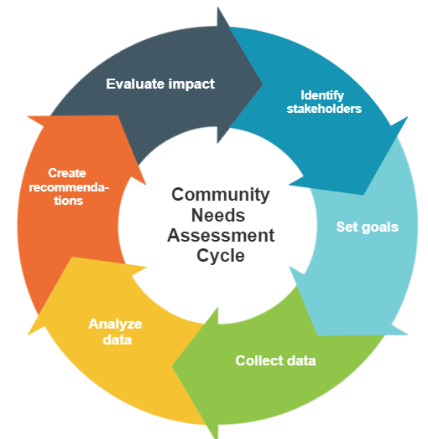 Evaluate impact
Identify
stakeholders
Set goals
Collect data
Analyze
data
Create
recommenda-
tions
Community
Needs
Assessment
Cycle